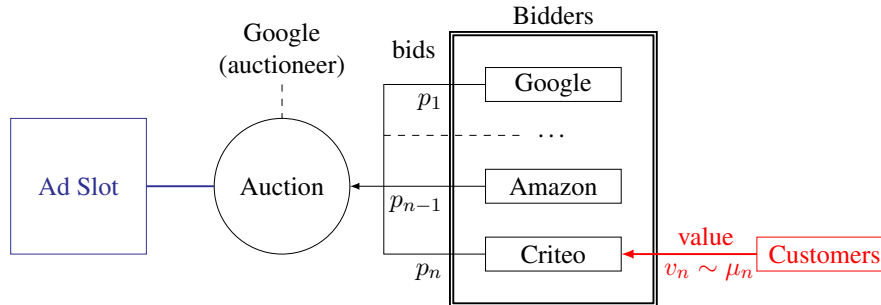 Bidders
Google
(auctioneer)
bids
Google
p₁
...
Ad Slot
Auction
Amazon
pₙ₋₁
Criteo
pₙ
value
vₙ ∼ μₙ
Customers